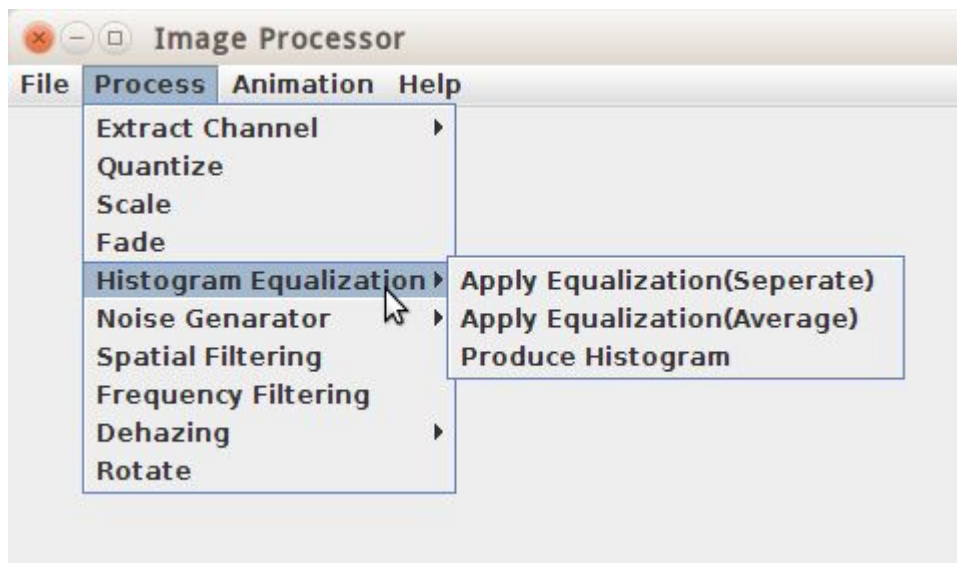 Image Processor
File Process Animation Help
Extract Channel
Quantize
Scale
Fade
Histogram Equalization
Noise Genarator
Spatial Filtering
Frequency Filtering
Dehazing
Rotate
Apply Equalization(Seperate)
Apply Equalization(Average)
Produce Histogram